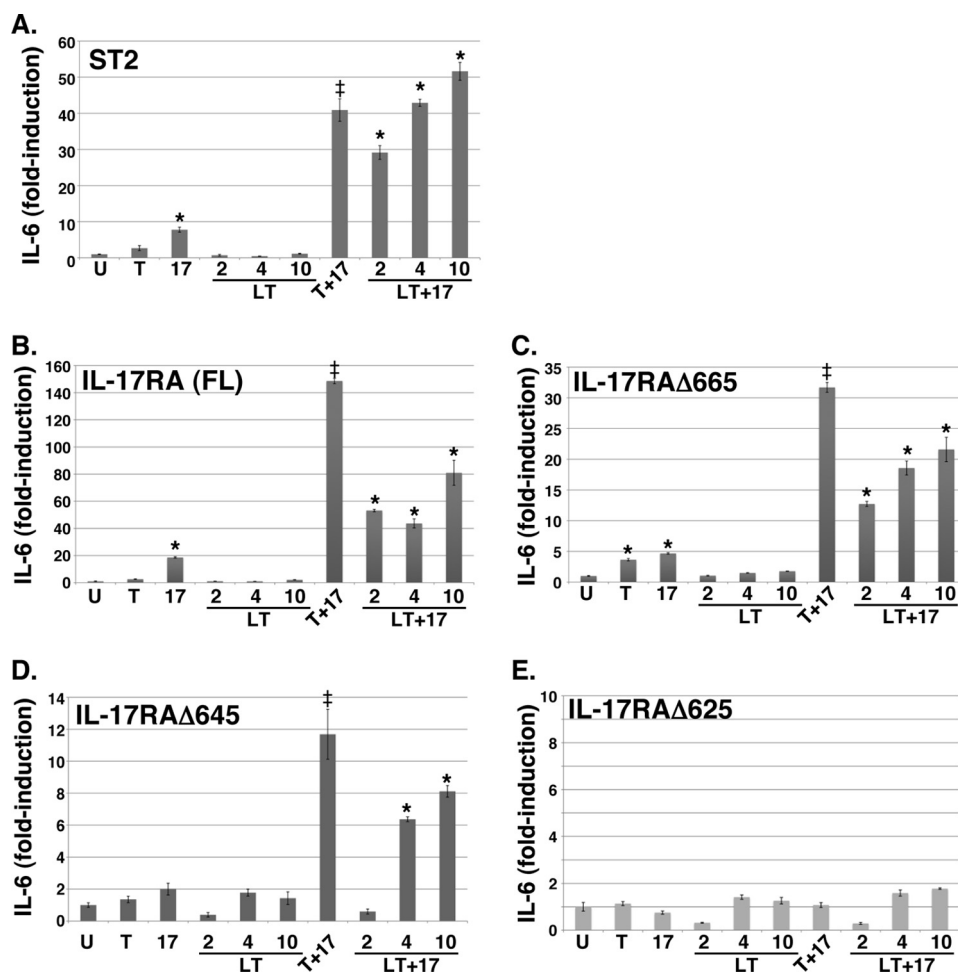 A.
ST2
IL-6 (fold-induction)
60
50
40
30
20
10
0
* ‡ * * *
U T 17 2 4 10 T+17 2 4 10
LT LT+17
B.
IL-17RA (FL)
IL-6 (fold-induction)
160
140
120
100
80
60
40
20
0
* ‡ * * *
U T 17 2 4 10 T+17 2 4 10
LT LT+17
C.
IL-17RAΔ665
IL-6 (fold-induction)
35
30
25
20
15
10
5
0
* * ‡ * * *
U T 17 2 4 10 T+17 2 4 10
LT LT+17
D.
IL-17RAΔ645
IL-6 (fold-induction)
14
12
10
8
6
4
2
0
‡ * *
U T 17 2 4 10 T+17 2 4 10
LT LT+17
E.
IL-17RAΔ625
IL-6 (fold-induction)
10
8
6
4
2
0
U T 17 2 4 10 T+17 2 4 10
LT LT+17